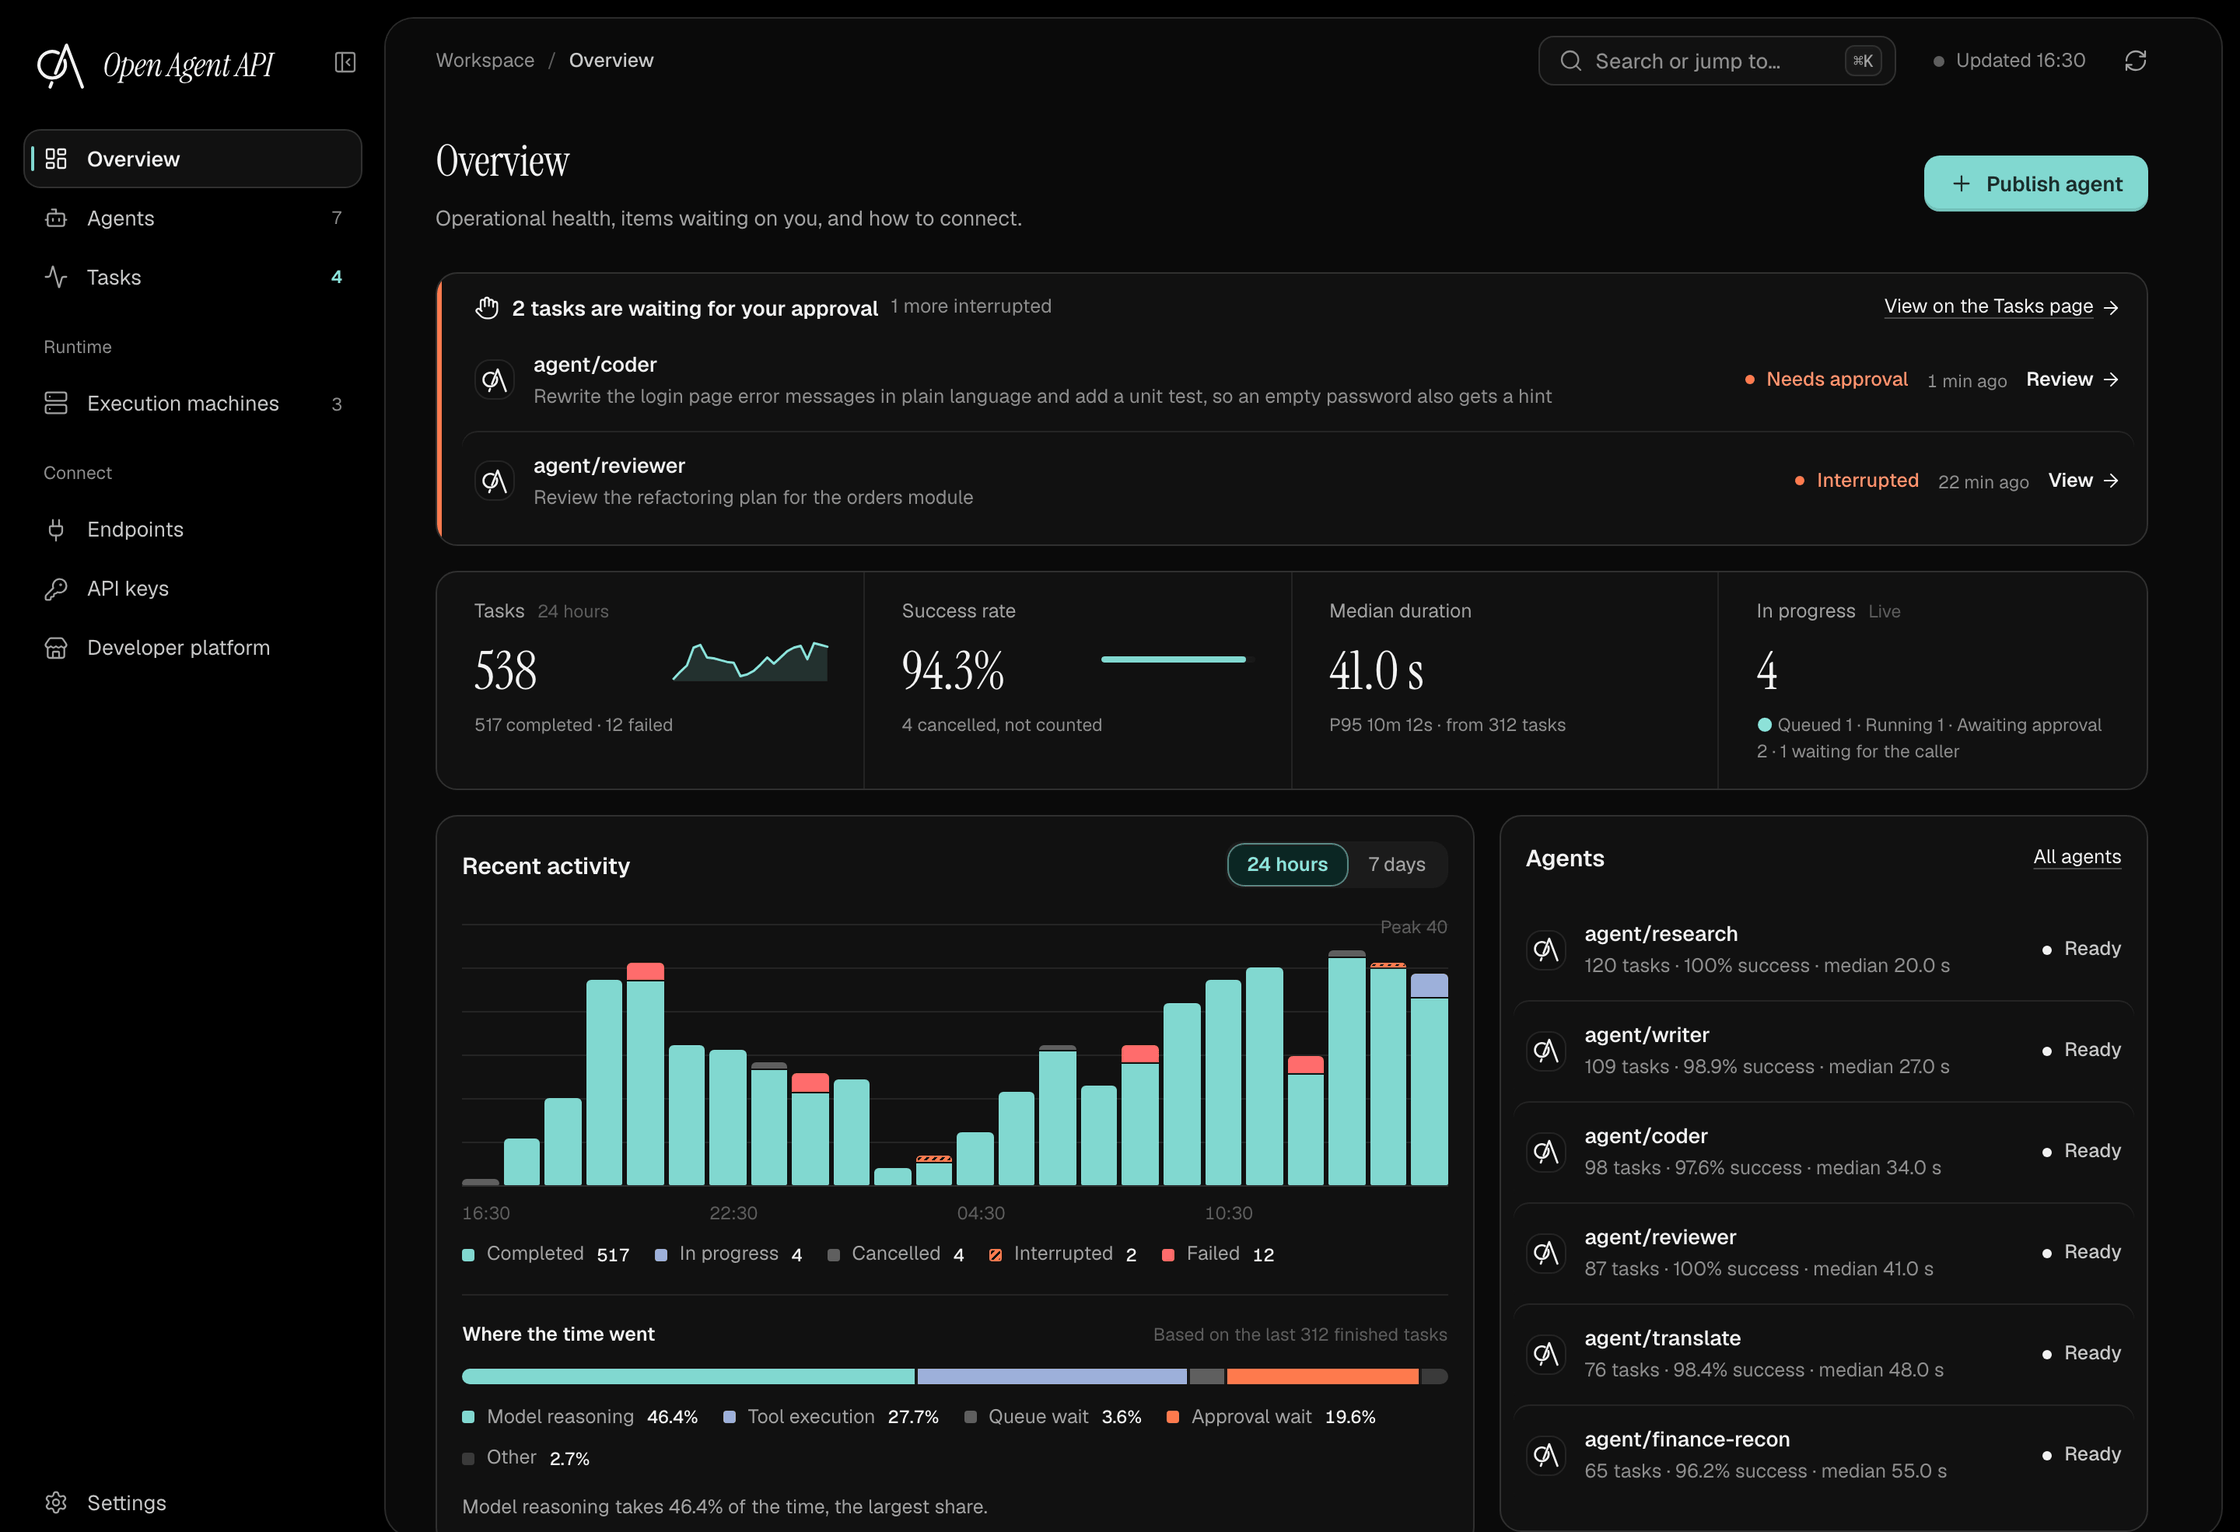 Open Agent API
Overview
Agents 7
Tasks 4
Runtime
Execution machines 3
Connect
Endpoints
API keys
Developer platform
Settings
Workspace / Overview
Search or jump to... ⌘K
Updated 16:30
Overview
Operational health, items waiting on you, and how to connect.
Publish agent
2 tasks are waiting for your approval 1 more interrupted
View on the Tasks page →
agent/coder
Rewrite the login page error messages in plain language and add a unit test, so an empty password also gets a hint
Needs approval 1 min ago Review →
agent/reviewer
Review the refactoring plan for the orders module
Interrupted 22 min ago View →
Tasks 24 hours
538
517 completed · 12 failed
Success rate
94.3%
4 cancelled, not counted
Median duration
41.0 s
P95 10m 12s · from 312 tasks
In progress Live
4
Queued 1 · Running 1 · Awaiting approval
2 · 1 waiting for the caller
Recent activity
24 hours 7 days
Peak 40
16:30 22:30 04:30 10:30
Completed 517 In progress 4 Cancelled 4 Interrupted 2 Failed 12
Where the time went
Based on the last 312 finished tasks
Model reasoning 46.4% Tool execution 27.7% Queue wait 3.6% Approval wait 19.6%
Other 2.7%
Model reasoning takes 46.4% of the time, the largest share.
Agents
All agents
agent/research
120 tasks · 100% success · median 20.0 s
Ready
agent/writer
109 tasks · 98.9% success · median 27.0 s
Ready
agent/coder
98 tasks · 97.6% success · median 34.0 s
Ready
agent/reviewer
87 tasks · 100% success · median 41.0 s
Ready
agent/translate
76 tasks · 98.4% success · median 48.0 s
Ready
agent/finance-recon
65 tasks · 96.2% success · median 55.0 s
Ready